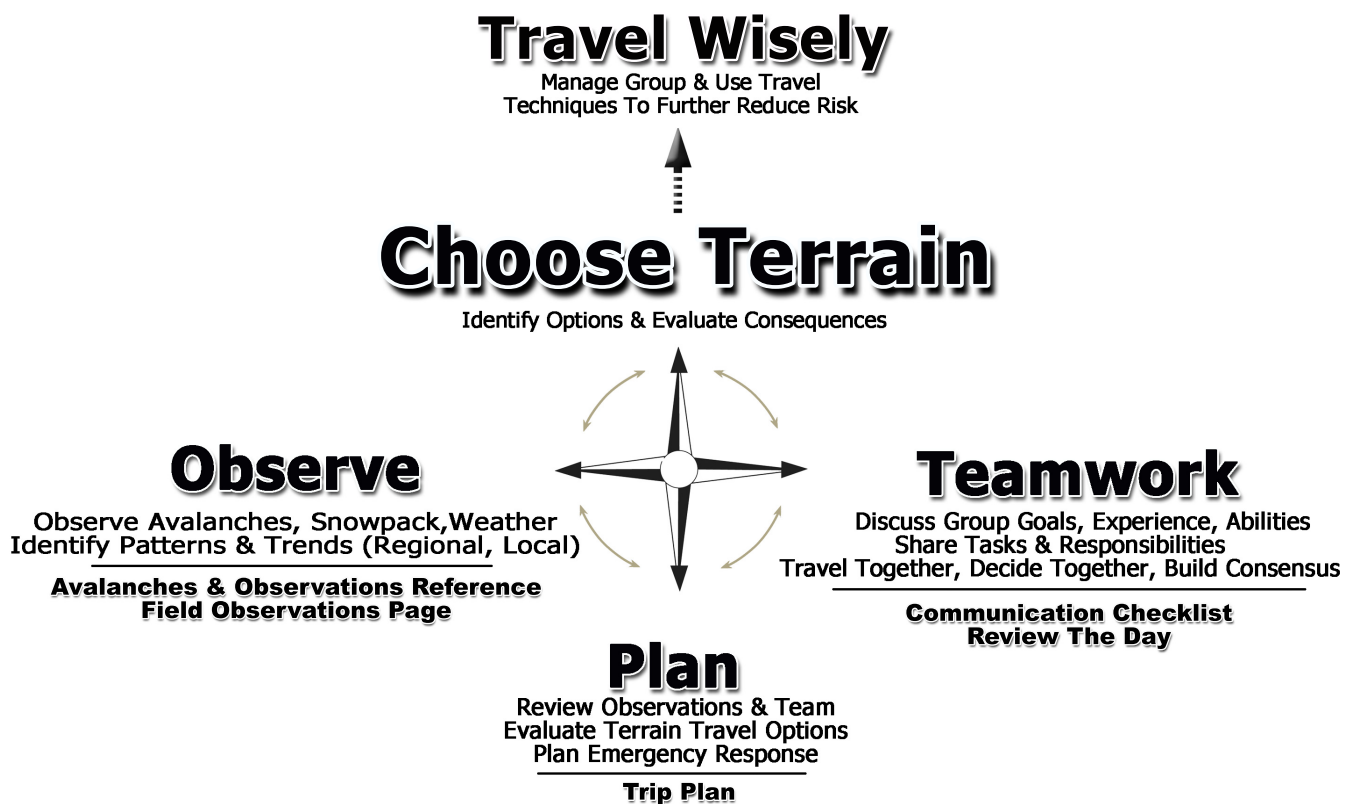 Travel Wisely
Manage Group & Use Travel
Techniques To Further Reduce Risk
Choose Terrain
Identify Options & Evaluate Consequences
Observe
Observe Avalanches, Snowpack,Weather
Identify Patterns & Trends (Regional, Local)
Avalanches & Observations Reference
Field Observations Page
Teamwork
Discuss Group Goals, Experience, Abilities
Share Tasks & Responsibilities
Travel Together, Decide Together, Build Consensus
Communication Checklist
Review The Day
Plan
Review Observations & Team
Evaluate Terrain Travel Options
Plan Emergency Response
Trip Plan